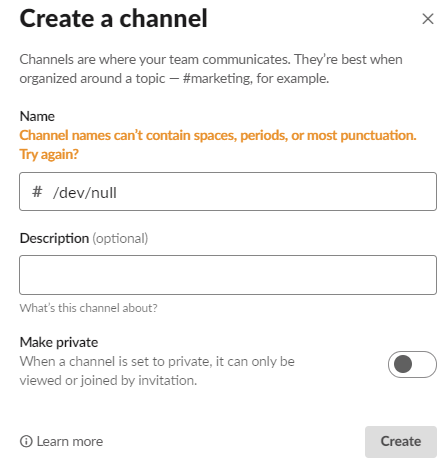 Create a channel
Channels are where your team communicates. They’re best when
organized around a topic — #marketing, for example.
Name
Channel names can’t contain spaces, periods, or most punctuation.
Try again?
# /dev/null
Description (optional)
What’s this channel about?
Make private
When a channel is set to private, it can only be
viewed or joined by invitation.
Learn more
Create